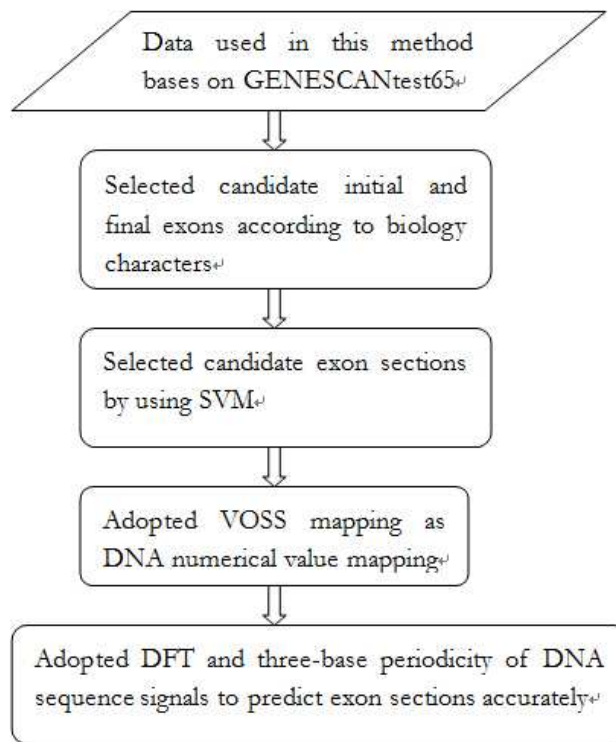 Data used in this method
bases on GENESCANtest65↵
Selected candidate initial and
final exons according to biology
characters↵
Selected candidate exon sections
by using SVM↵
Adopted VOSS mapping as
DNA numerical value mapping↵
Adopted DFT and three-base periodicity of DNA
sequence signals to predict exon sections accurately↵